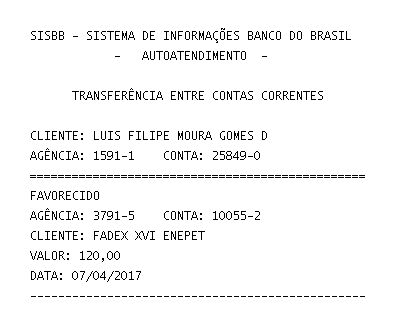 SISBB - SISTEMA DE INFORMAÇÕES BANCO DO BRASIL
- AUTOATENDIMENTO -
TRANSFERÊNCIA ENTRE CONTAS CORRENTES
CLIENTE: LUIS FILIPE MOURA GOMES D
AGÊNCIA: 1591-1 CONTA: 25849-0
================================================
FAVORECIDO
AGÊNCIA: 3791-5 CONTA: 10055-2
CLIENTE: FADEX XVI ENEPET
VALOR: 120,00
DATA: 07/04/2017
------------------------------------------------